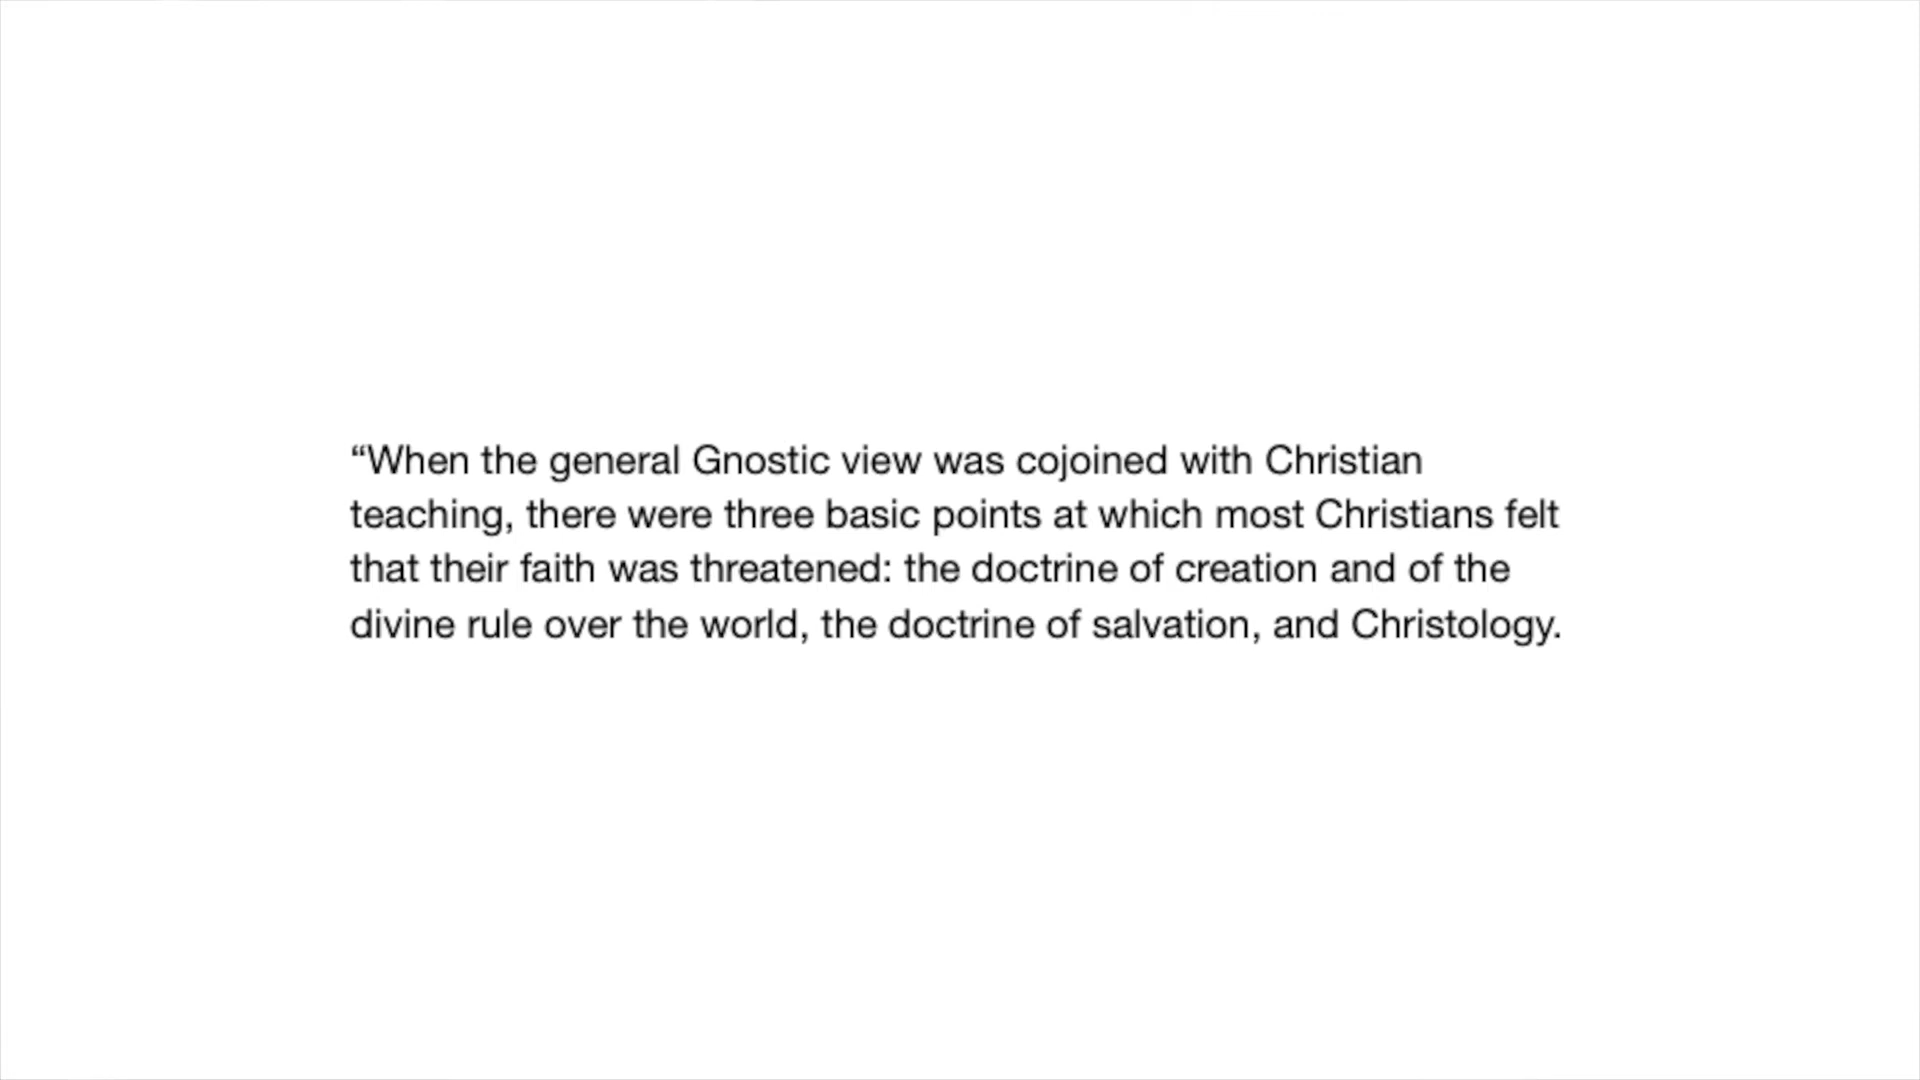 “When the general Gnostic view was cojoined with Christian
teaching, there were three basic points at which most Christians felt
that their faith was threatened: the doctrine of creation and of the
divine rule over the world, the doctrine of salvation, and Christology.